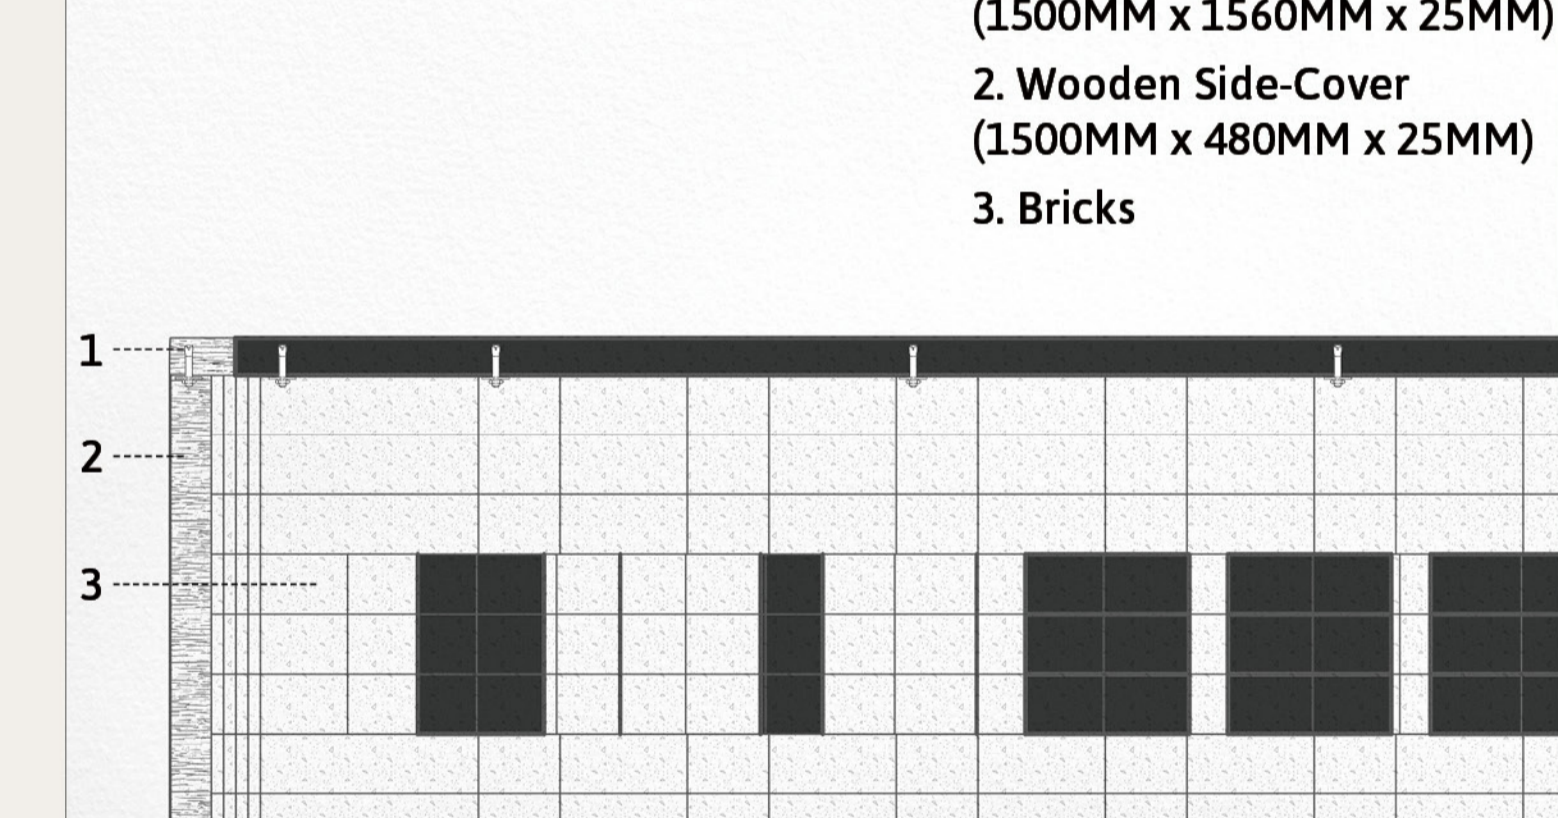 (1500MM x 1560MM x 25MM)
2. Wooden Side-Cover
(1500MM x 480MM x 25MM)
3. Bricks
1
2
3